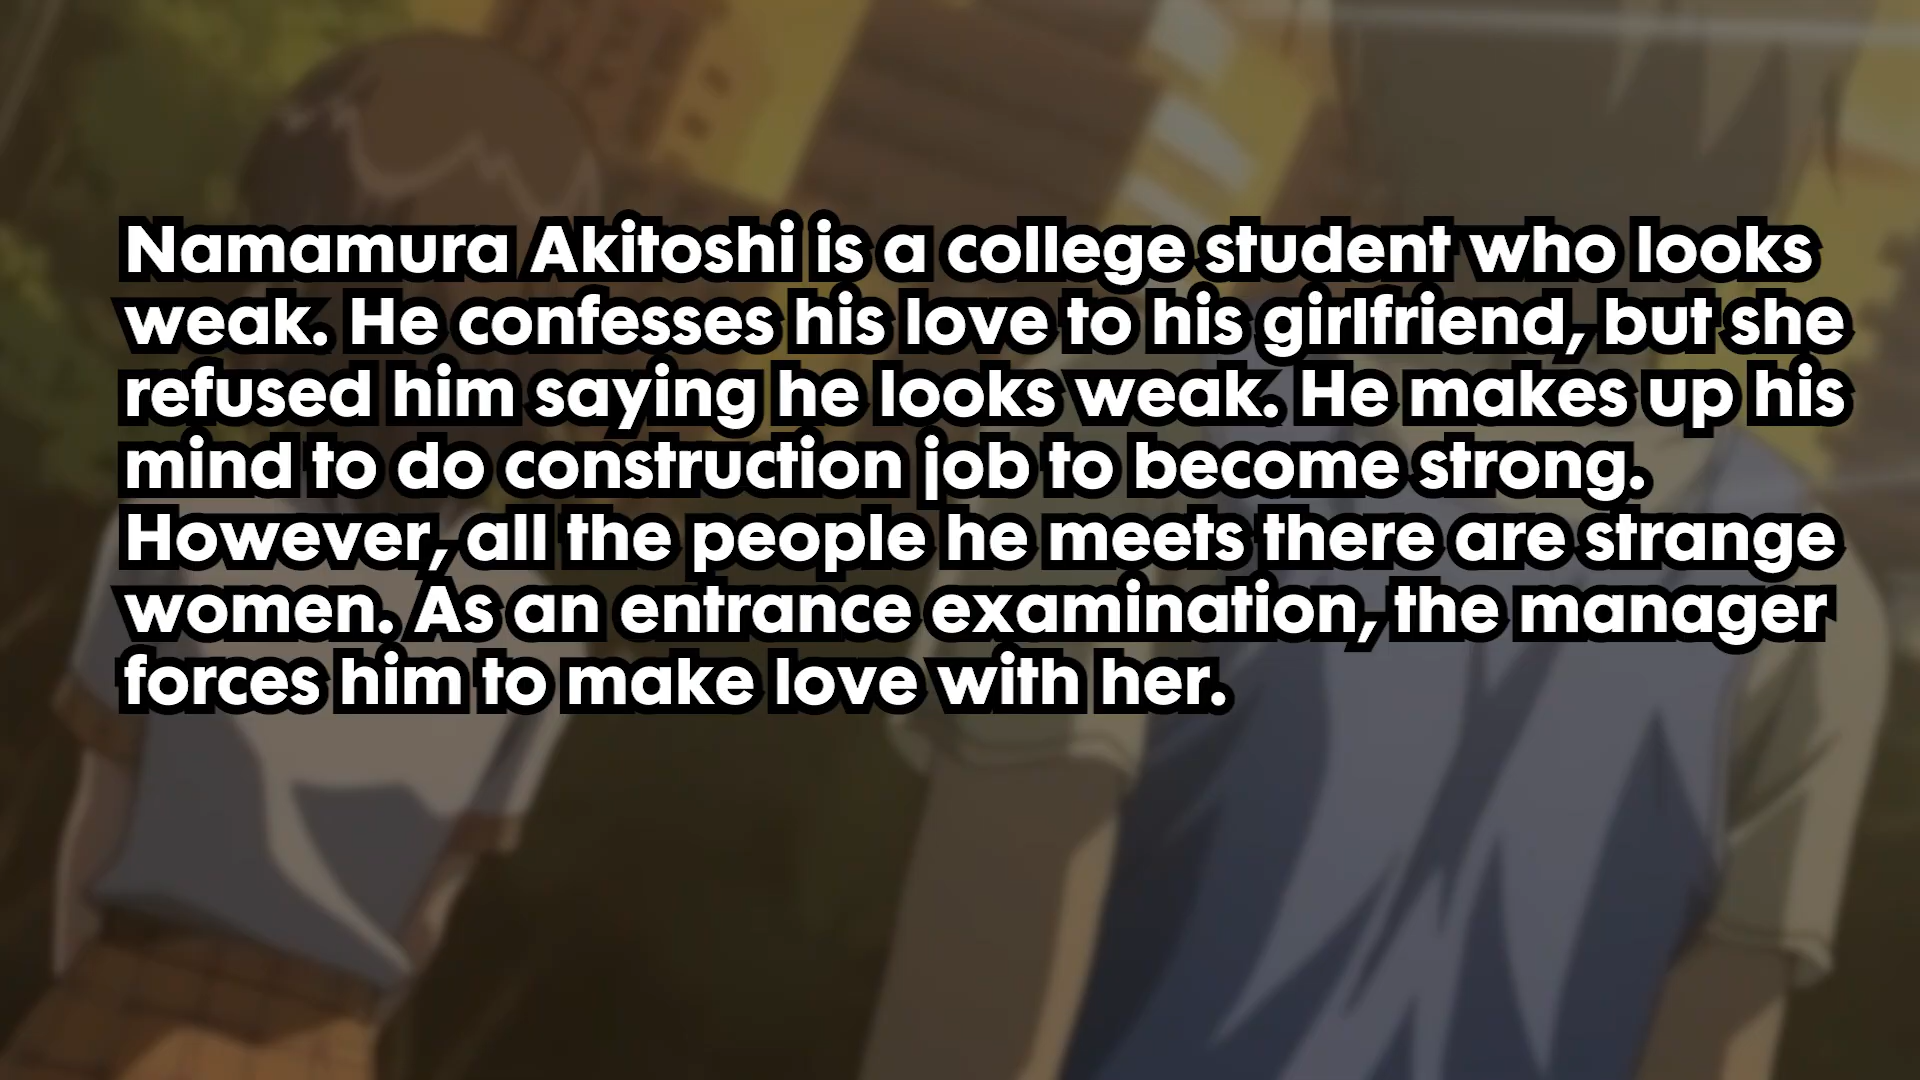 Namamura Akitoshi is a college student who looks
weak. He confesses his love to his girlfriend, but she
refused him saying he looks weak. He makes up his
mind to do construction job to become strong.
However, all the people he meets there are strange
women. As an entrance examination, the manager
forces him to make love with her.